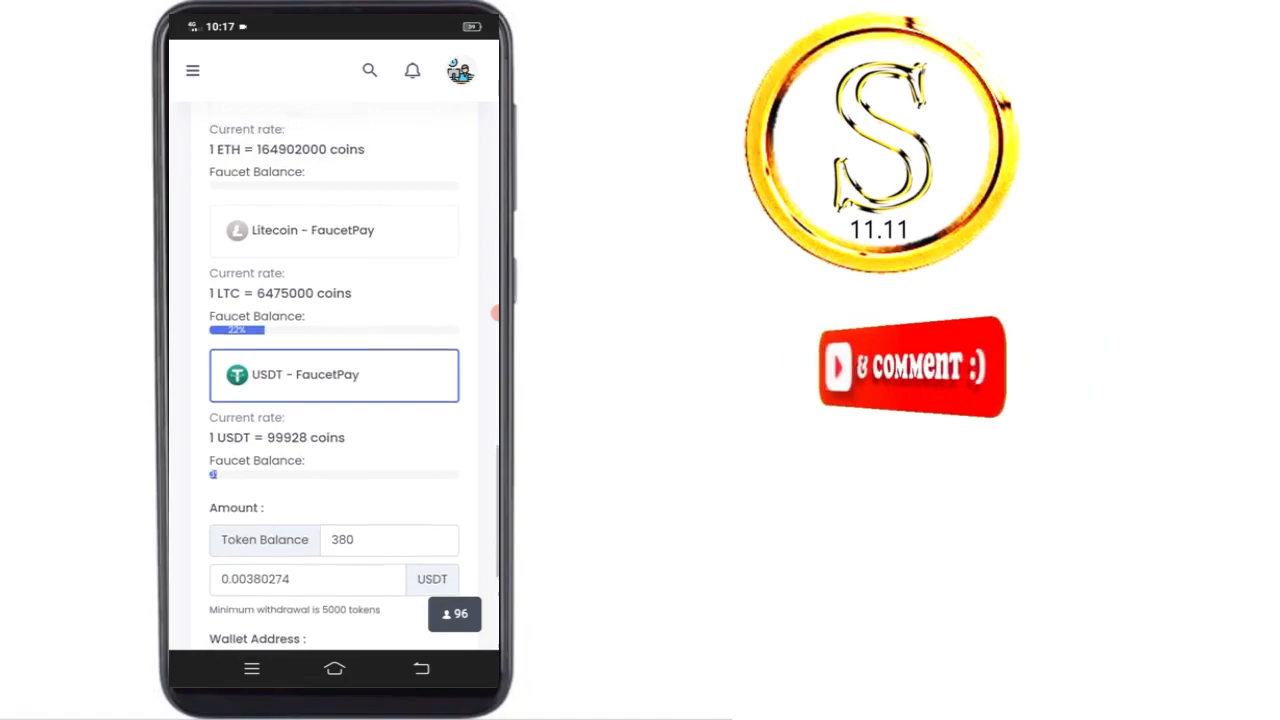 4G 10:17
Current rate:
1 ETH = 164902000 coins
Faucet Balance:
Litecoin - FaucetPay
Current rate:
1 LTC = 6475000 coins
Faucet Balance:
22%
USDT - FaucetPay
Current rate:
1 USDT = 99928 coins
Faucet Balance:
Amount :
Token Balance 380
0.00380274 USDT
Minimum withdrawal is 5000 tokens
96
Wallet Address :
S
11.11
& COMMENT :)